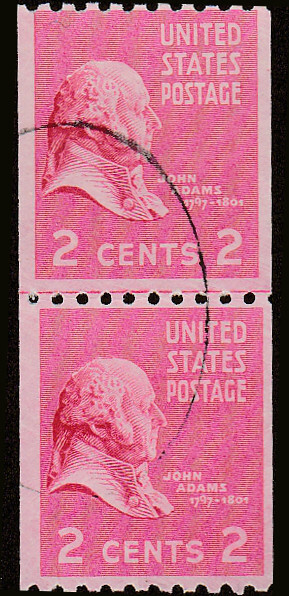 UNITED
STATES
POSTAGE
JOHN
ADAMS
1797-1801
2 CENTS 2
UNITED
STATES
POSTAGE
JOHN
ADAMS
1797-1801
2 CENTS 2